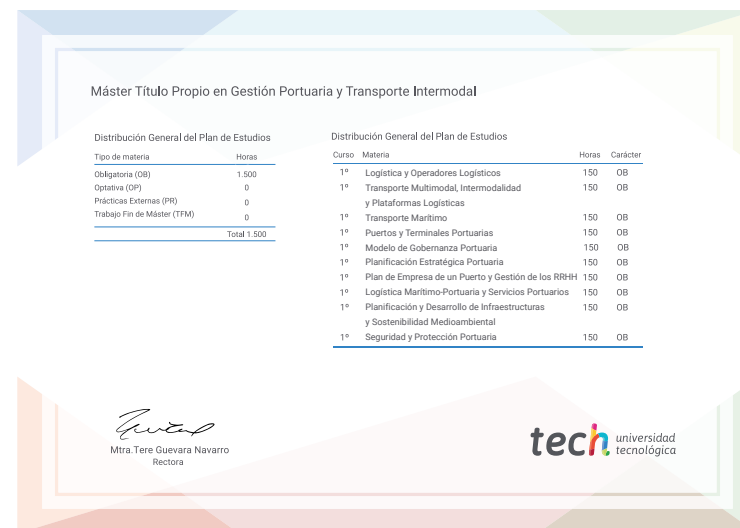 Máster Título Propio en Gestión Portuaria y Transporte Intermodal
Distribución General del Plan de Estudios
Tipo de materia Horas
Obligatoria (OB) 1.500
Optativa (OP) 0
Prácticas Externas (PR) 0
Trabajo Fin de Máster (TFM) 0
Total 1.500
Distribución General del Plan de Estudios
Curso Materia Horas Carácter
1º Logística y Operadores Logísticos 150 OB
1º Transporte Multimodal, Intermodalidad 150 OB
y Plataformas Logísticas
1º Transporte Marítimo 150 OB
1º Puertos y Terminales Portuarias 150 OB
1º Modelo de Gobernanza Portuaria 150 OB
1º Planificación Estratégica Portuaria 150 OB
1º Plan de Empresa de un Puerto y Gestión de los RRHH 150 OB
1º Logística Marítimo-Portuaria y Servicios Portuarios 150 OB
1º Planificación y Desarrollo de Infraestructuras 150 OB
y Sostenibilidad Medioambiental
1º Seguridad y Protección Portuaria 150 OB
Mtra.Tere Guevara Navarro
Rectora
tech universidad
tecnológica